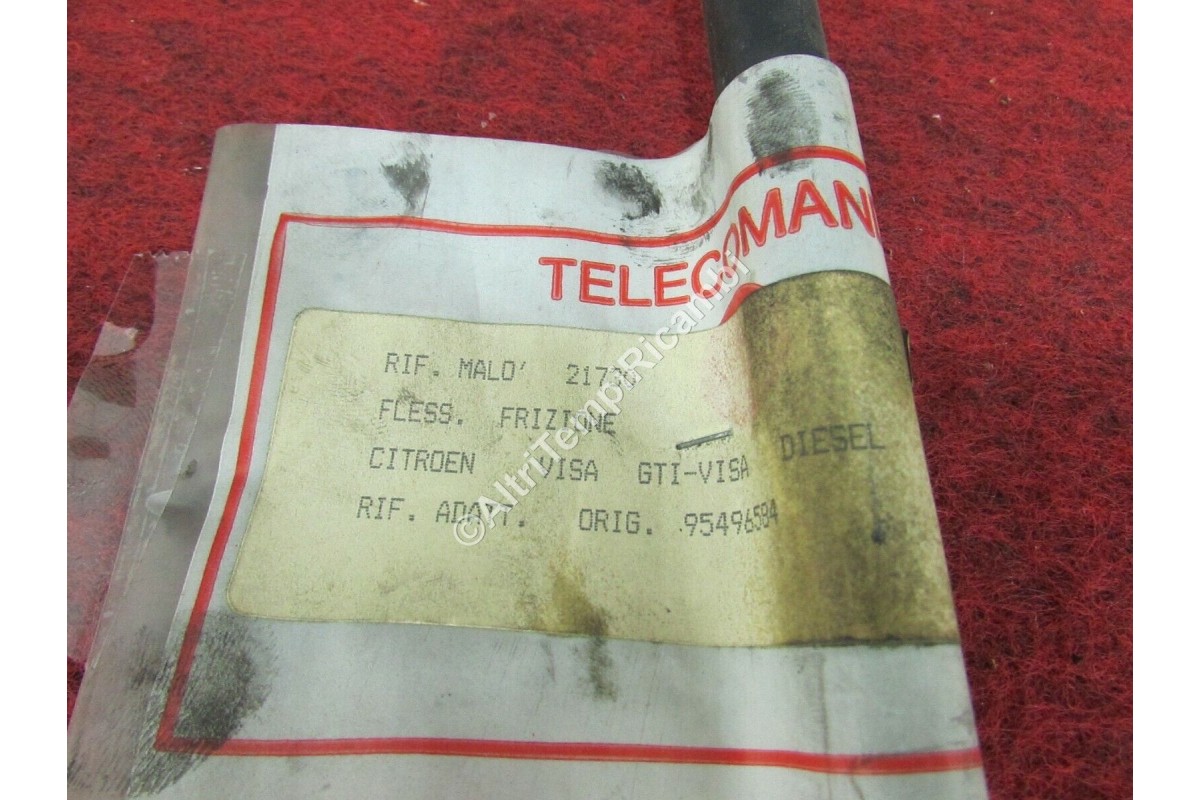 TELECOMAN
RIF. MALO'
FLESS. FRIZIONE
CITROEN VISA GTI-VISA DIESEL
RIF. ADATT. ORIG. 95496584
©AltriTempiRicambi